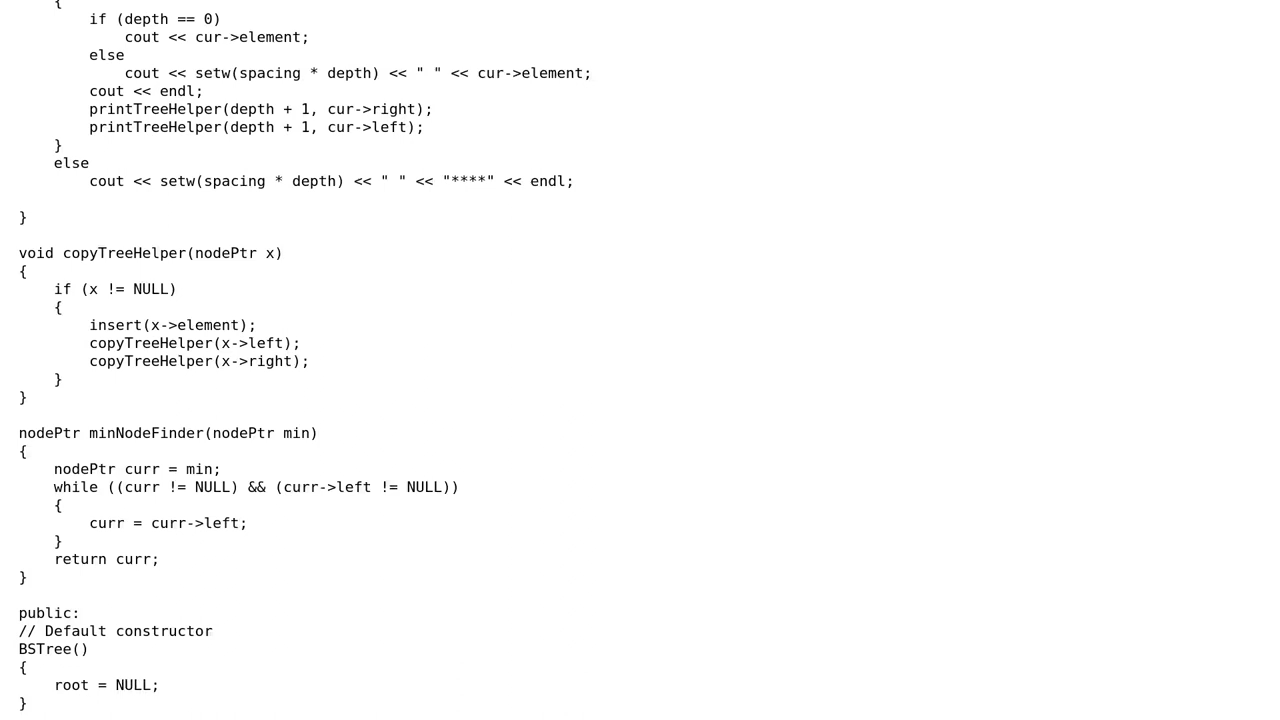 {
        if (depth == 0)
            cout << cur->element;
        else
            cout << setw(spacing * depth) << " " << cur->element;
        cout << endl;
        printTreeHelper(depth + 1, cur->right);
        printTreeHelper(depth + 1, cur->left);
    }
    else
        cout << setw(spacing * depth) << " " << "****" << endl;

}

void copyTreeHelper(nodePtr x)
{
    if (x != NULL)
    {
        insert(x->element);
        copyTreeHelper(x->left);
        copyTreeHelper(x->right);
    }
}

nodePtr minNodeFinder(nodePtr min)
{
    nodePtr curr = min;
    while ((curr != NULL) && (curr->left != NULL))
    {
        curr = curr->left;
    }
    return curr;
}

public:
// Default constructor
BSTree()
{
    root = NULL;
}